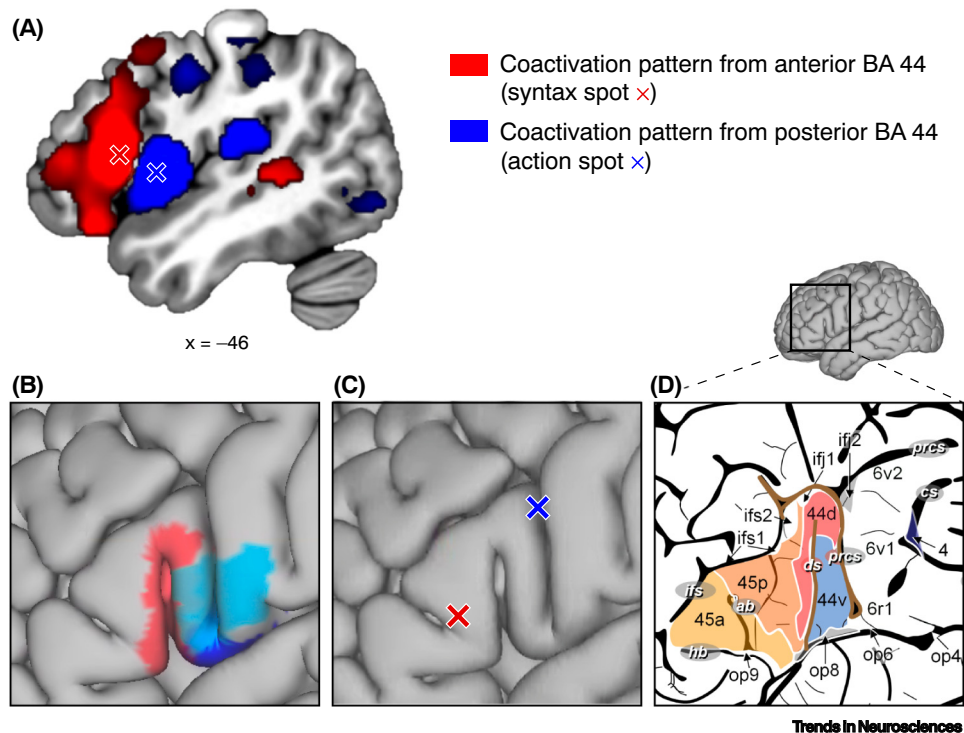 (A)
Coactivation pattern from anterior BA 44
(syntax spot ×)
Coactivation pattern from posterior BA 44
(action spot ×)
x = –46
(B)
(C)
(D)
ifj2
ifj1
prcs
6v2
cs
ifs2
44d
ifs1
6v1
4
prcs
ds
45p
ifs
ab
44v
6r1
45a
hb
op9
op8
op6
op4
Trends in Neurosciences